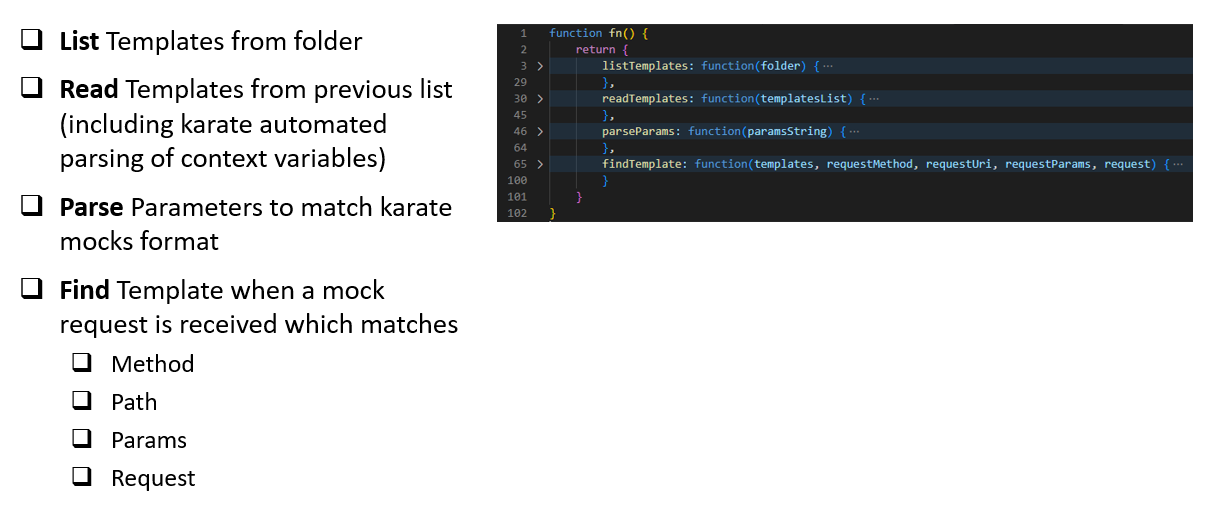 List Templates from folder
Read Templates from previous list
(including karate automated
parsing of context variables)
Parse Parameters to match karate
mocks format
Find Template when a mock
request is received which matches
Method
Path
Params
Request
1 function fn() {
2 return {
3 > listTemplates: function(folder) { ···
29 },
30 > readTemplates: function(templatesList) { ···
45 },
46 > parseParams: function(paramsString) { ···
64 },
65 > findTemplate: function(templates, requestMethod, requestUri, requestParams, request) { ···
100 }
101 }
102 }